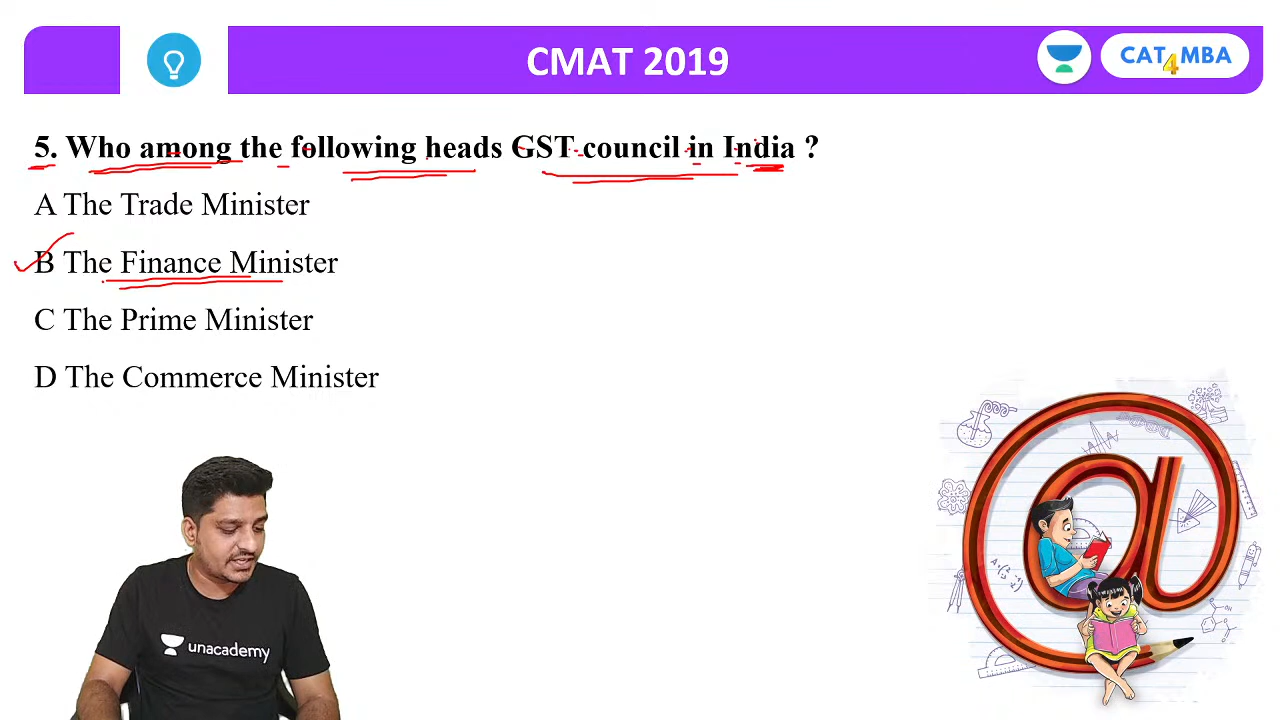 CMAT 2019
CAT4MBA
5. Who among the following heads GST council in India ?
A The Trade Minister
B The Finance Minister
C The Prime Minister
D The Commerce Minister
unacademy